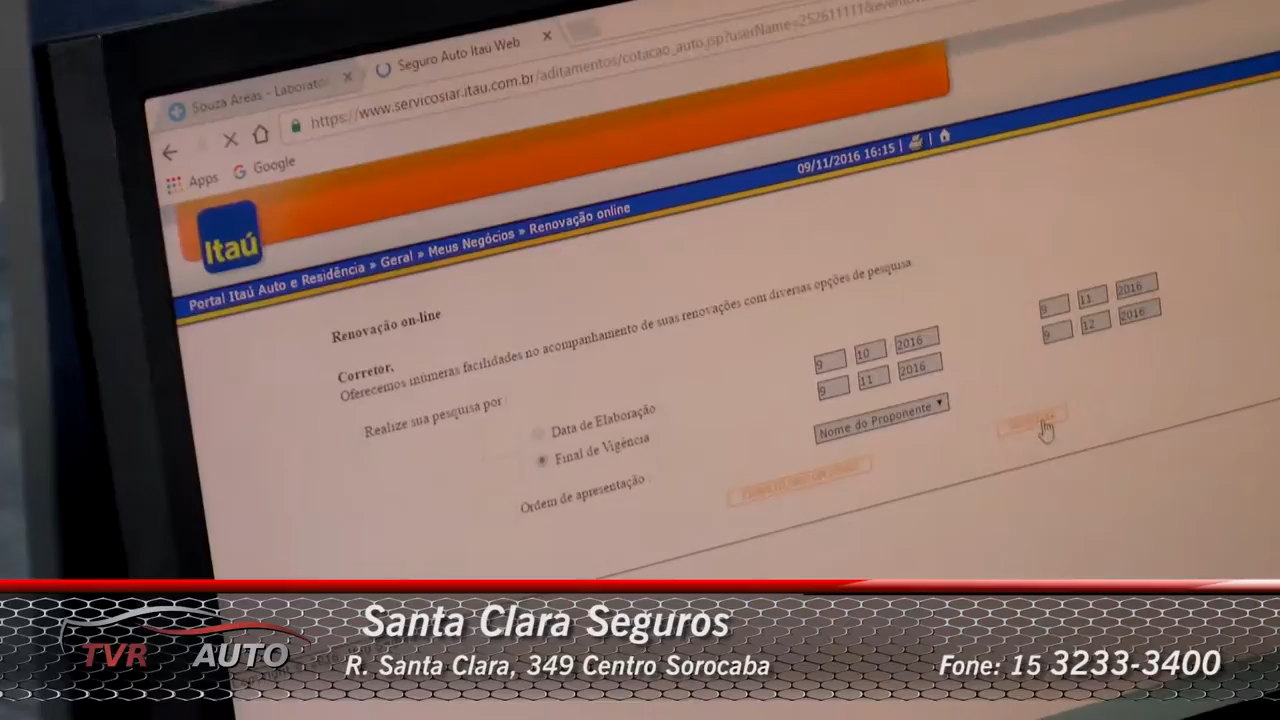 Souza Areas - Laborato
Seguro Auto Itaú Web
https://www.servicosiar.itau.com.br/aditamentos/cotacao_auto.jsp?userName=252611111&evento
Apps
Google
09/11/2016 16:15 |
Itaú
Portal Itaú Auto e Residência » Geral » Meus Negócios » Renovação online
Renovação on-line
Corretor,
Oferecemos inúmeras facilidades no acompanhamento de suas renovações com diversas opções de pesquisa.
Realize sua pesquisa por :
Data de Elaboração
9 10 2016
9 11 2016
Final de Vigência
9 11 2016
9 12 2016
Ordem de apresentação
Nome do Proponente
Santa Clara Seguros
TVR AUTO
R. Santa Clara, 349 Centro Sorocaba
Fone: 15 3233-3400